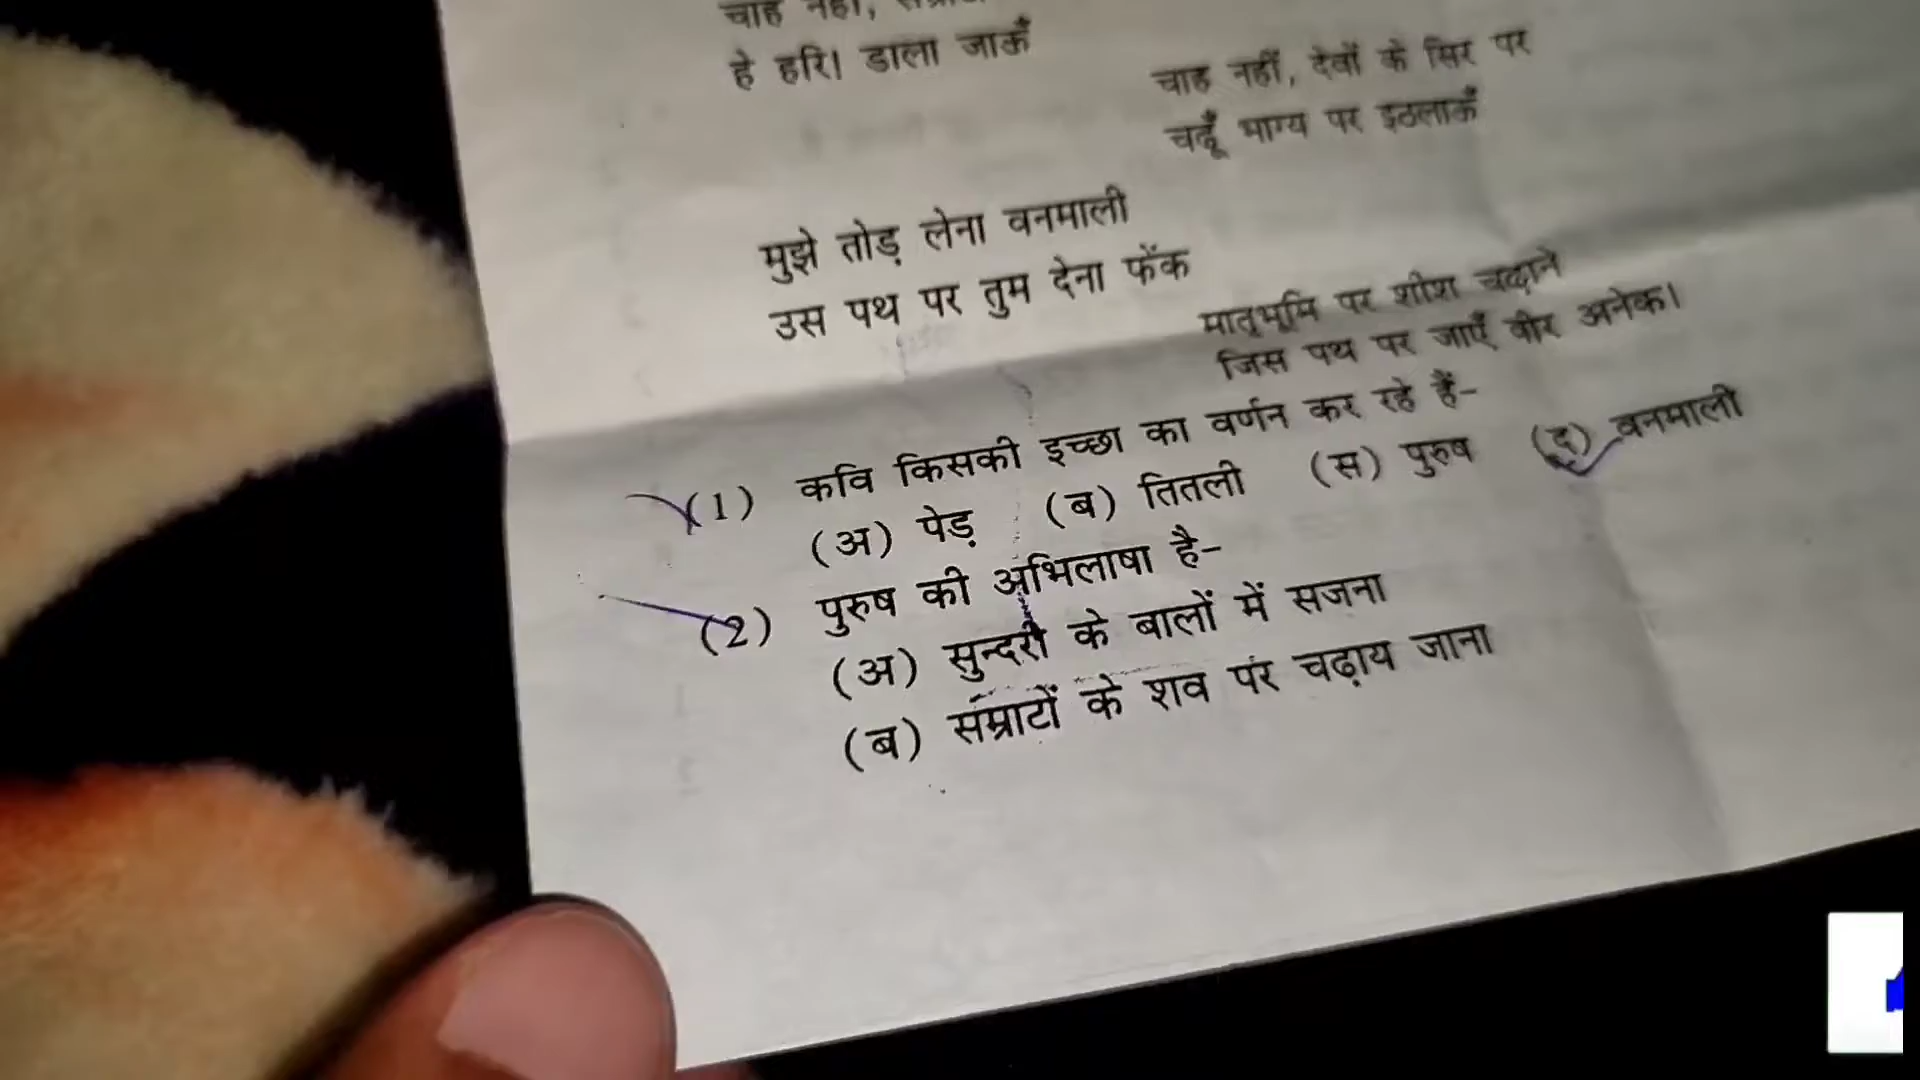 चाह नहीं,
हे हरि। डाला जाऊँ
चाह नहीं, देवों के सिर पर
चढूँ भाग्य पर इठलाऊँ
मुझे तोड़ लेना वनमाली
उस पथ पर तुम देना फेंक
मातृभूमि पर शीश चढ़ाने
जिस पथ पर जाएँ वीर अनेक।
(1) कवि किसकी इच्छा का वर्णन कर रहे हैं-
(अ) पेड़ (ब) तितली (स) पुरुष (द) वनमाली
(2) पुरुष की अभिलाषा है-
(अ) सुन्दरी के बालों में सजना
(ब) सम्राटों के शव पर चढ़ाय जाना